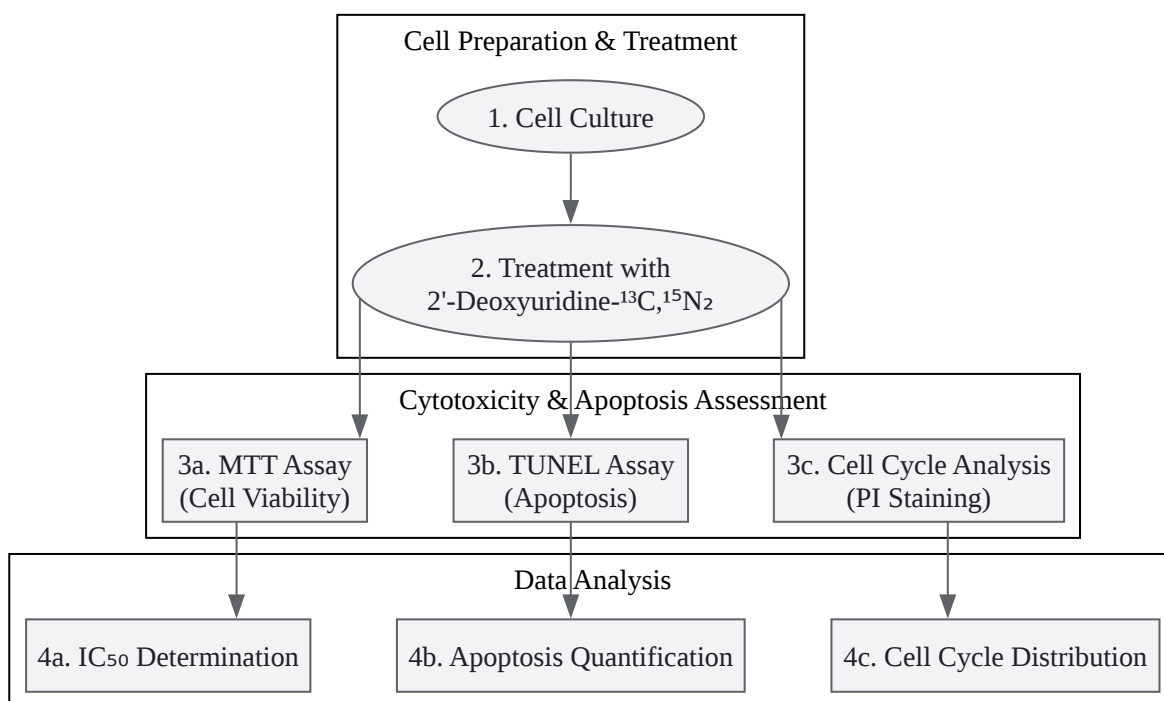 Cell Preparation & Treatment
1. Cell Culture
2. Treatment with
2'-Deoxyuridine-¹³C,¹⁵N₂
Cytotoxicity & Apoptosis Assessment
3a. MTT Assay
(Cell Viability)
3b. TUNEL Assay
(Apoptosis)
3c. Cell Cycle Analysis
(PI Staining)
Data Analysis
4a. IC₅₀ Determination
4b. Apoptosis Quantification
4c. Cell Cycle Distribution